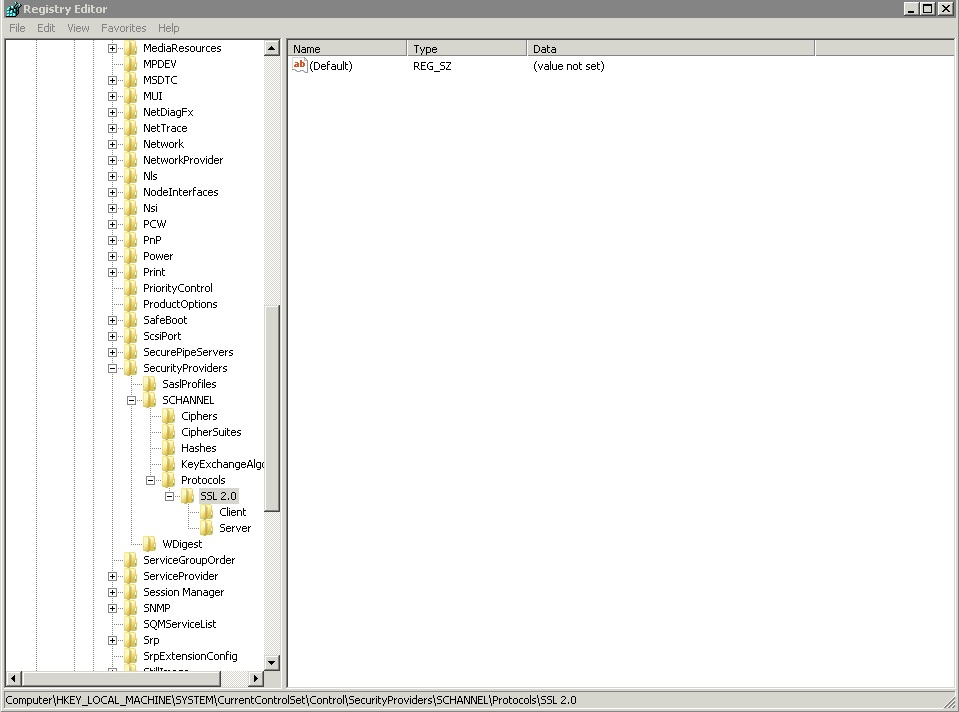 Registry Editor
File Edit View Favorites Help
Name Type Data
(Default) REG_SZ (value not set)
MediaResources
MPDEV
MSDTC
MUI
NetDiagFx
NetTrace
Network
NetworkProvider
Nls
NodeInterfaces
Nsi
PCW
PnP
Power
Print
PriorityControl
ProductOptions
SafeBoot
ScsiPort
SecurePipeServers
SecurityProviders
SaslProfiles
SCHANNEL
Ciphers
CipherSuites
Hashes
KeyExchangeAlgo
Protocols
SSL 2.0
Client
Server
WDigest
ServiceGroupOrder
ServiceProvider
Session Manager
SNMP
SQMServiceList
Srp
SrpExtensionConfig
StillImage
Computer\HKEY_LOCAL_MACHINE\SYSTEM\CurrentControlSet\Control\SecurityProviders\SCHANNEL\Protocols\SSL 2.0